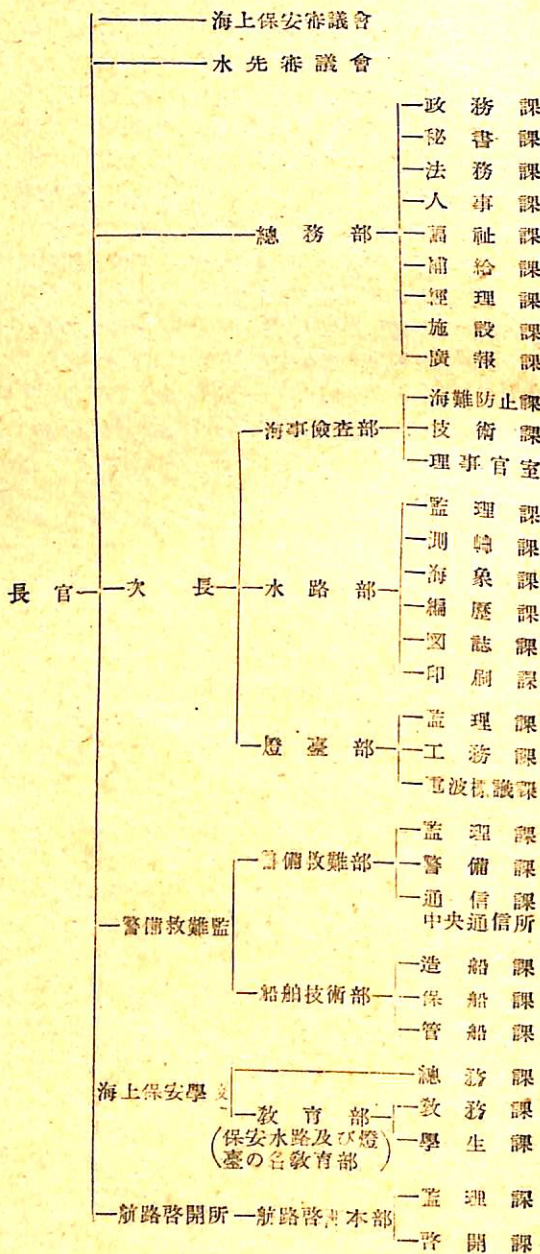 海上保安審議會
水先審議會
政務課
秘書課
法務課
人事課
總務部
福祉課
補給課
經理課
施設課
廣報課
海難防止課
海事檢査部
技術課
理事官室
監理課
測輪課
海象課
長官
次長
水路部
編歷課
図誌課
印刷課
監理課
燈臺部
工務課
電波標識課
監理課
警備救難部
警備課
通信課
中央通信所
警備救難監
造船課
船舶技術部
保船課
管船課
總務課
海上保安學校
教育部
教務課
(保安水路及び燈
臺の各教育部)
學生課
監理課
航路啓開所
航路啓開本部
啓開課